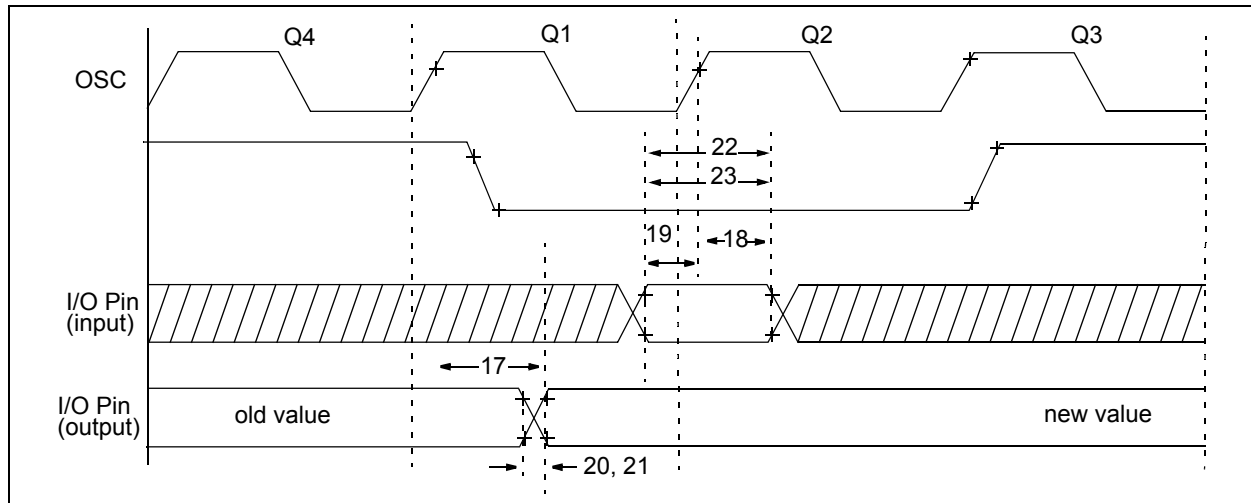 Q4 Q1 Q2 Q3
OSC
22
23
19 18
I/O Pin
(input)
17
I/O Pin
(output)
old value new value
20, 21